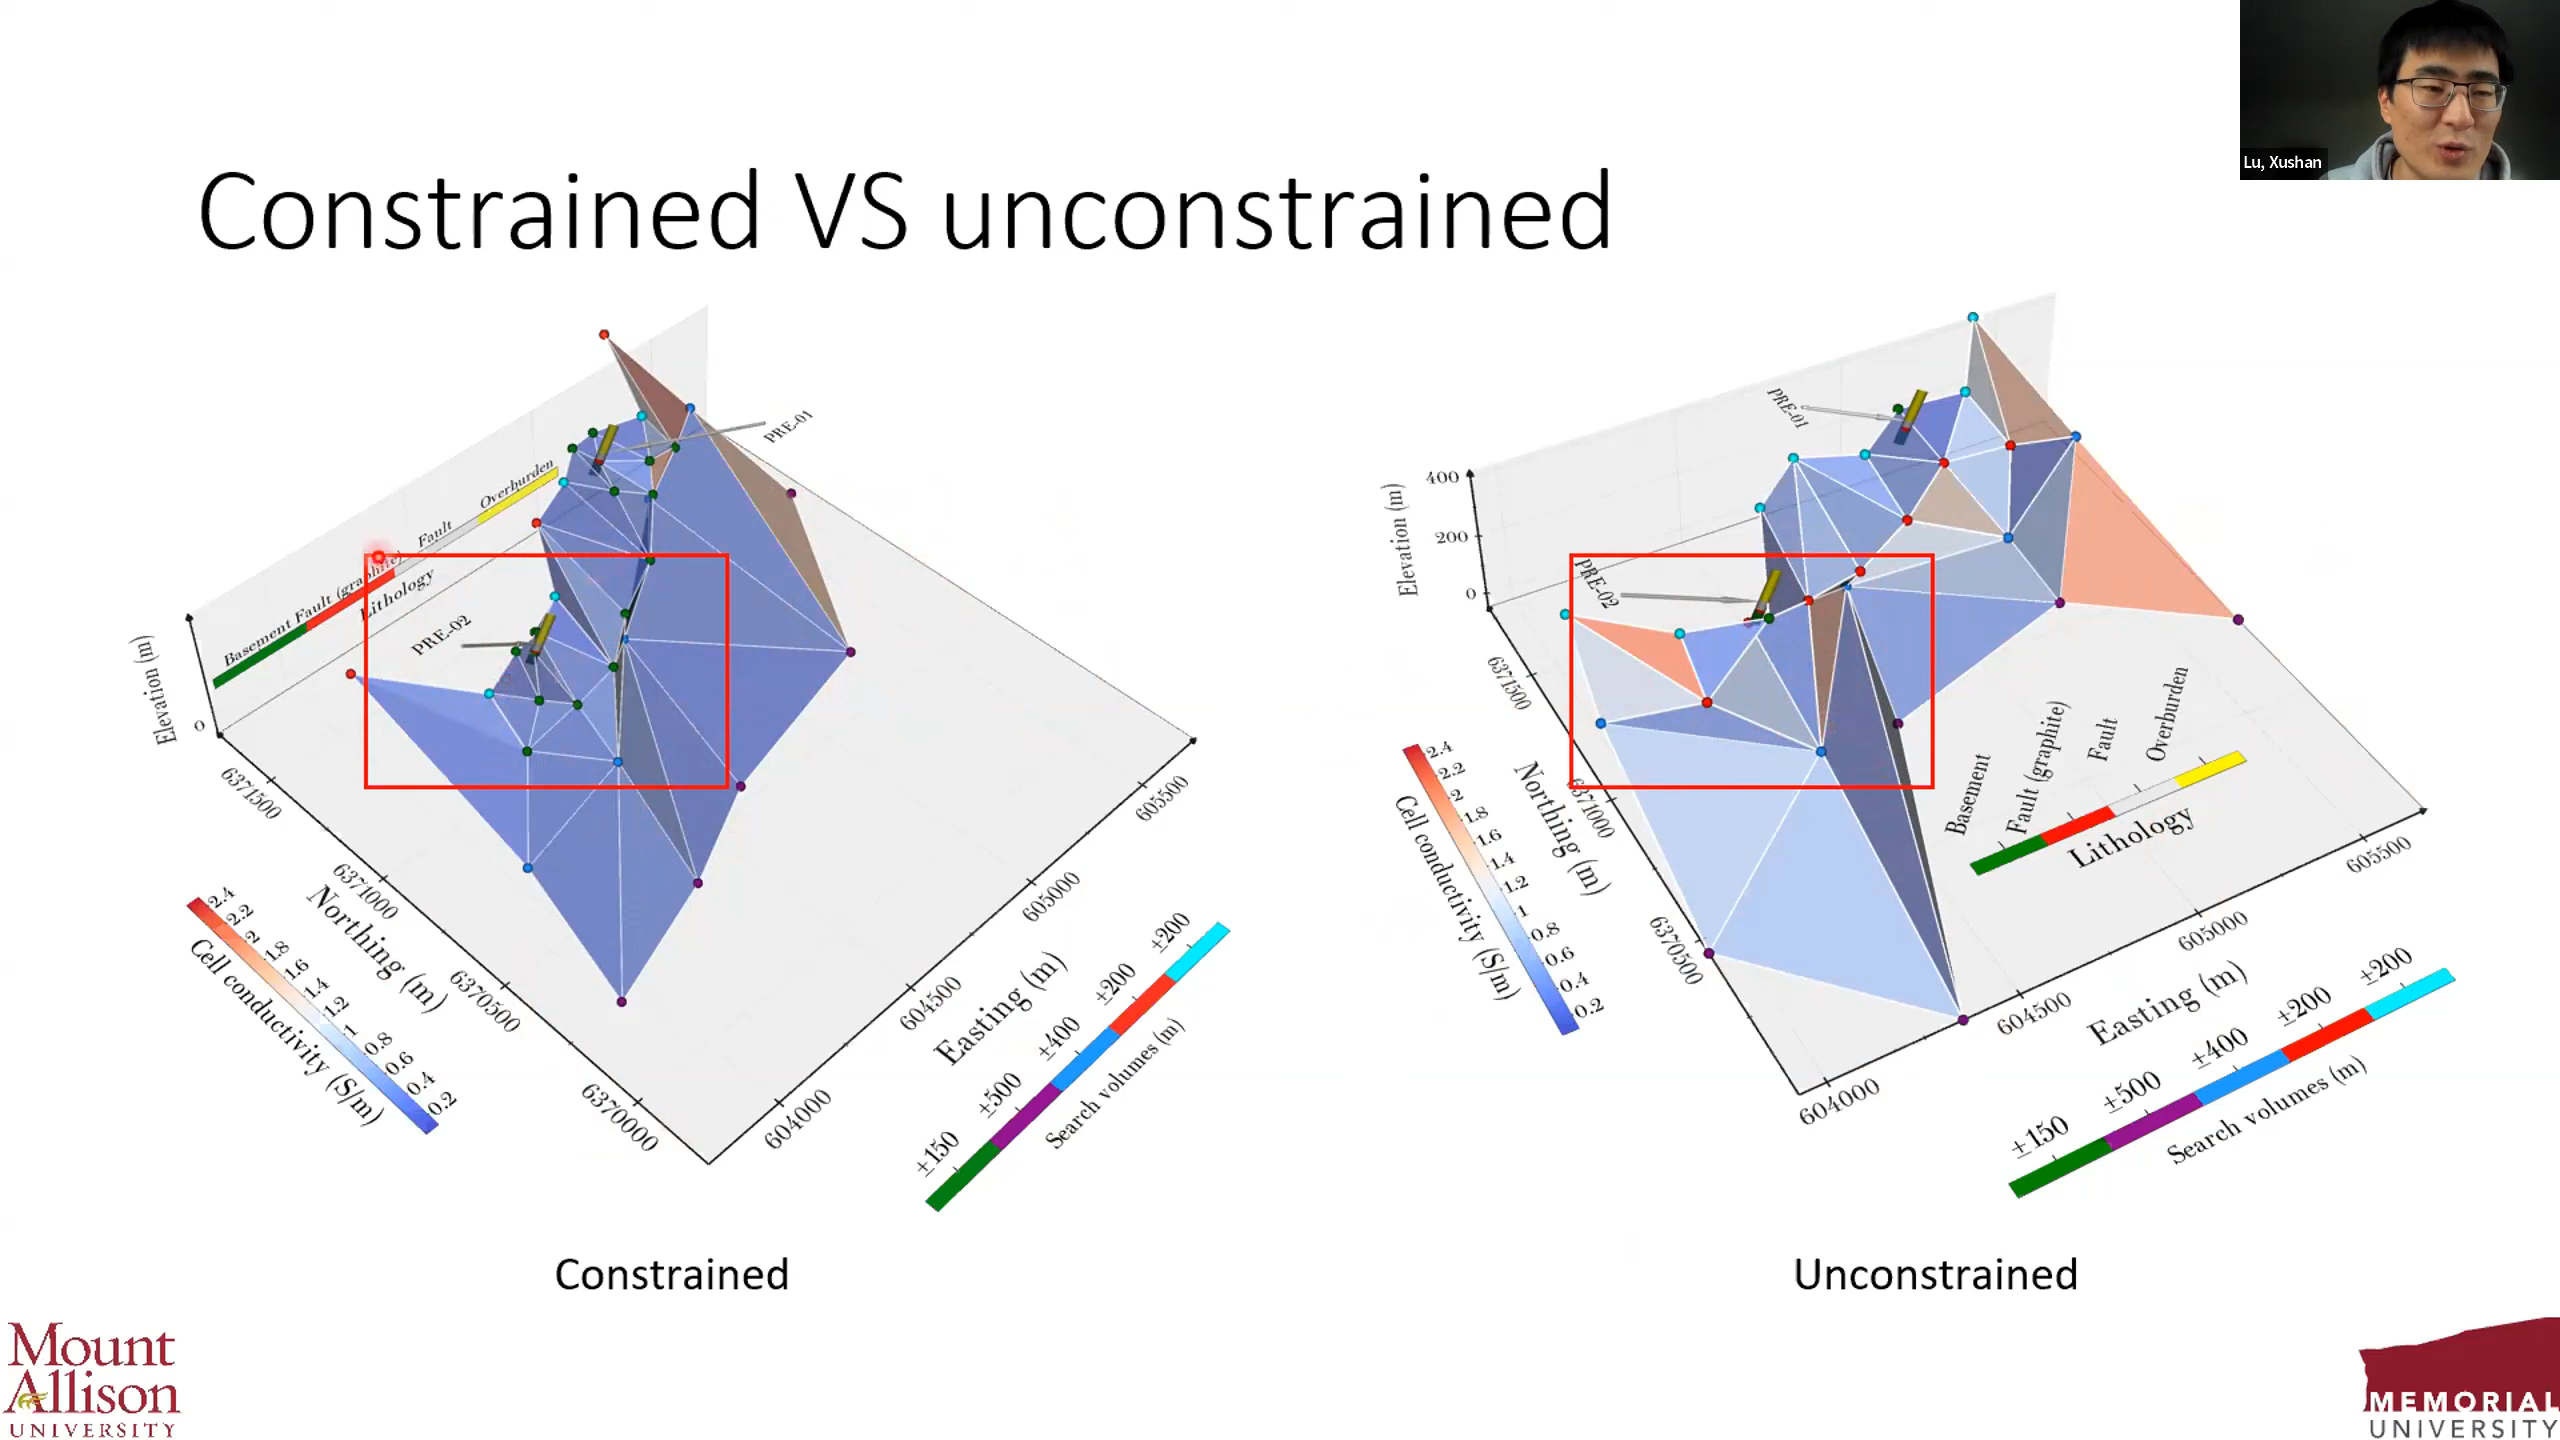 Lu, Xushan
Constrained VS unconstrained
PRE-01
Overburden
Fault
Fault (graphite)
Basement
Lithology
PRE-02
Elevation (m)
0
6371500
6371000
6370500
6370000
Northing (m)
604000
604500
605000
605500
Easting (m)
2.4
2.2
2
1.8
1.6
1.4
1.2
1
0.8
0.6
0.4
0.2
Cell conductivity (S/m)
±150
±500
±400
±200
±200
Search volumes (m)
Constrained
PRE-01
400
200
0
Elevation (m)
PRE-02
6371500
6371000
6370500
Northing (m)
2.4
2.2
2
1.8
1.6
1.4
1.2
1
0.8
0.6
0.4
0.2
Cell conductivity (S/m)
Basement
Fault (graphite)
Fault
Overburden
Lithology
604000
604500
605000
605500
Easting (m)
±150
±500
±400
±200
±200
Search volumes (m)
Unconstrained
Mount
Allison
UNIVERSITY
MEMORIAL
UNIVERSITY